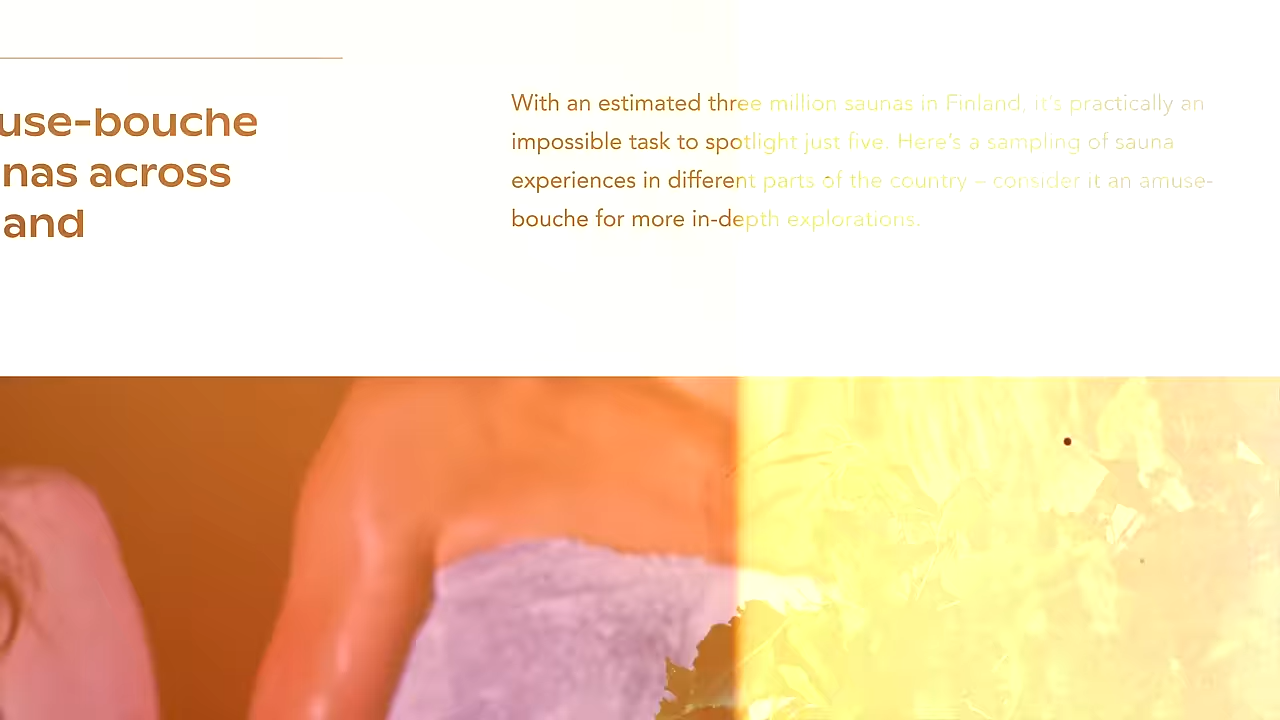 use-bouche
nas across
and
With an estimated three million saunas in Finland, it's practically an
impossible task to spotlight just five. Here's a sampling of sauna
experiences in different parts of the country – consider it an amuse-
bouche for more in-depth explorations.